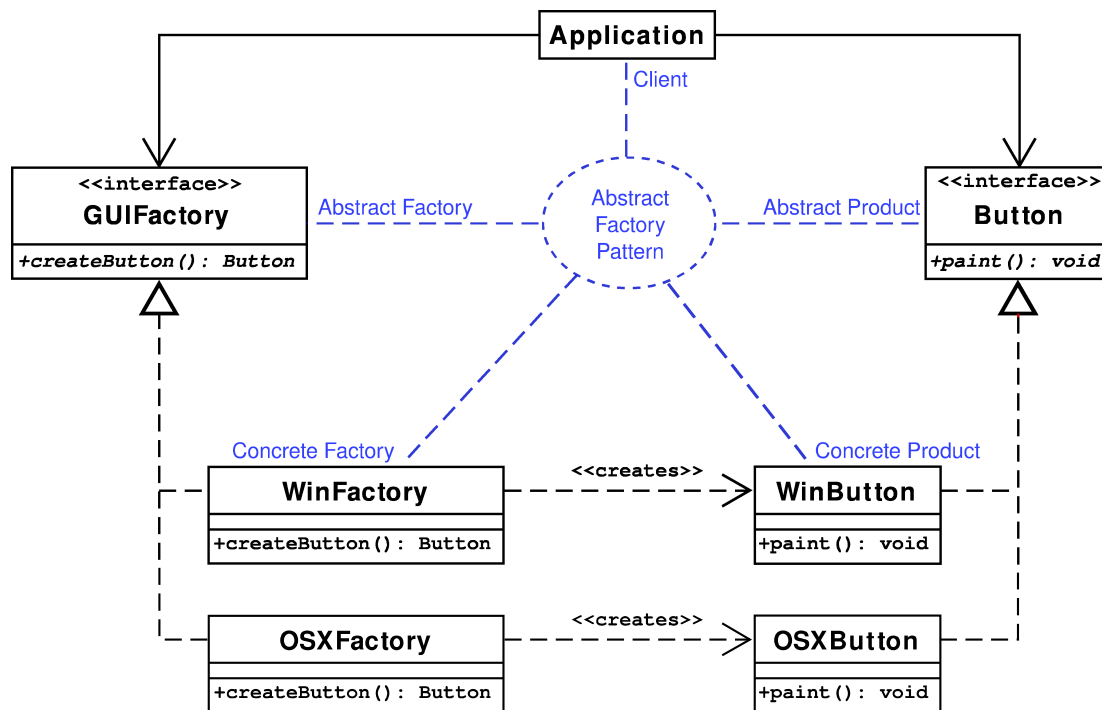 Application
Client
<<interface>>
GUIFactory
+createButton(): Button
Abstract Factory
Abstract
Factory
Pattern
Abstract Product
<<interface>>
Button
+paint(): void
Concrete Factory
Concrete Product
WinFactory
+createButton(): Button
<<creates>>
WinButton
+paint(): void
OSXFactory
+createButton(): Button
<<creates>>
OSXButton
+paint(): void